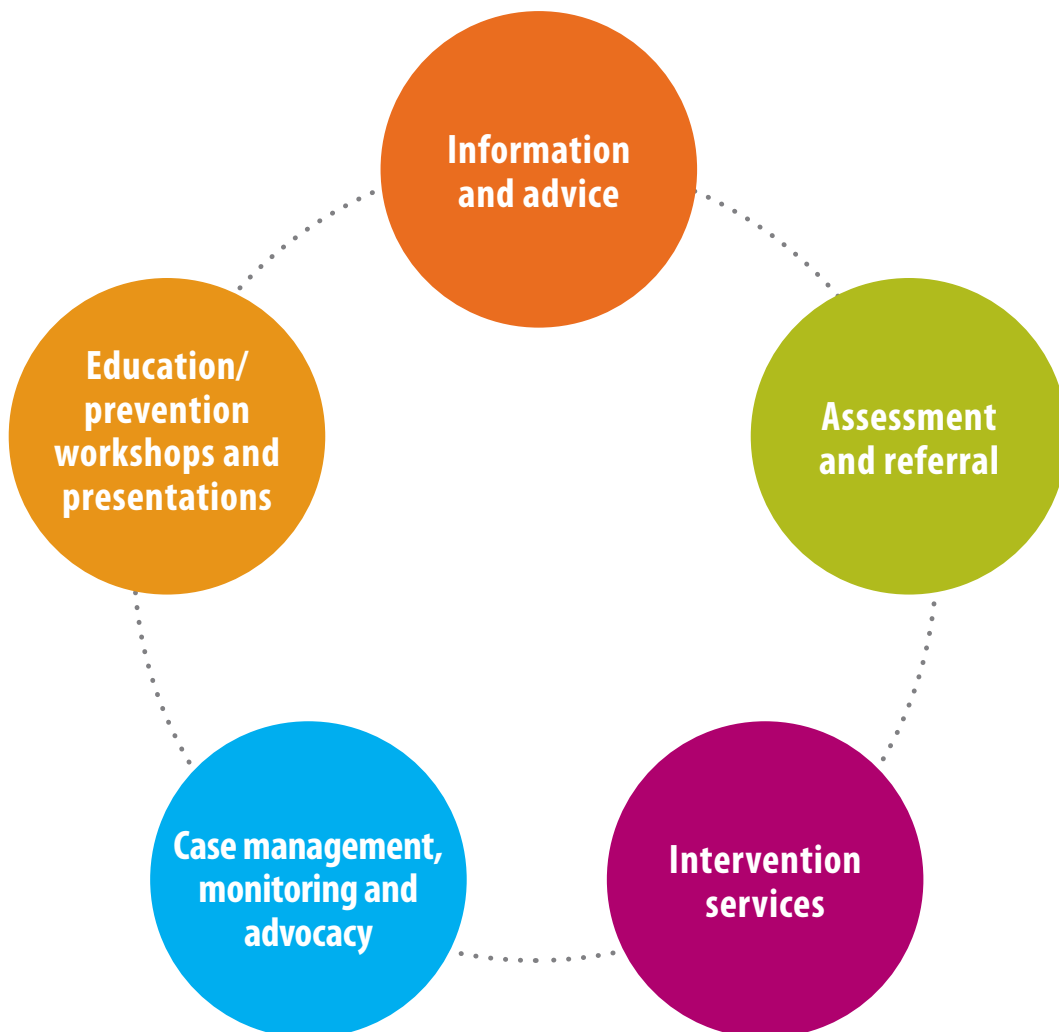 Information
and advice
Assessment
and referral
Intervention
services
Case management,
monitoring and
advocacy
Education/
prevention
workshops and
presentations